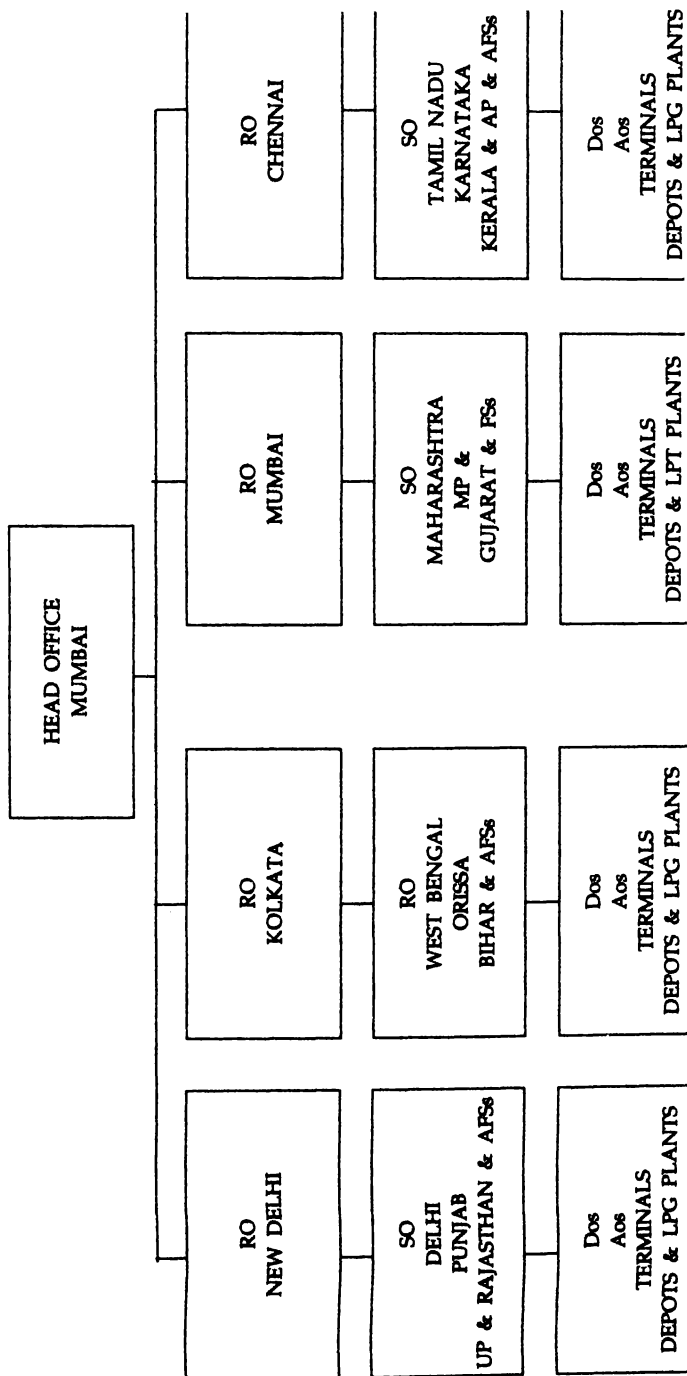 HEAD OFFICE
MUMBAI
RO
NEW DELHI
RO
KOLKATA
RO
MUMBAI
RO
CHENNAI
SO
DELHI
PUNJAB
UP & RAJASTHAN & AFSs
RO
WEST BENGAL
ORISSA
BIHAR & AFSs
SO
MAHARASHTRA
MP &
GUJARAT & FSs
SO
TAMIL NADU
KARNATAKA
KERALA & AP & AFSs
Dos
Aos
TERMINALS
DEPOTS & LPG PLANTS
Dos
Aos
TERMINALS
DEPOTS & LPG PLANTS
Dos
Aos
TERMINALS
DEPOTS & LPT PLANTS
Dos
Aos
TERMINALS
DEPOTS & LPG PLANTS